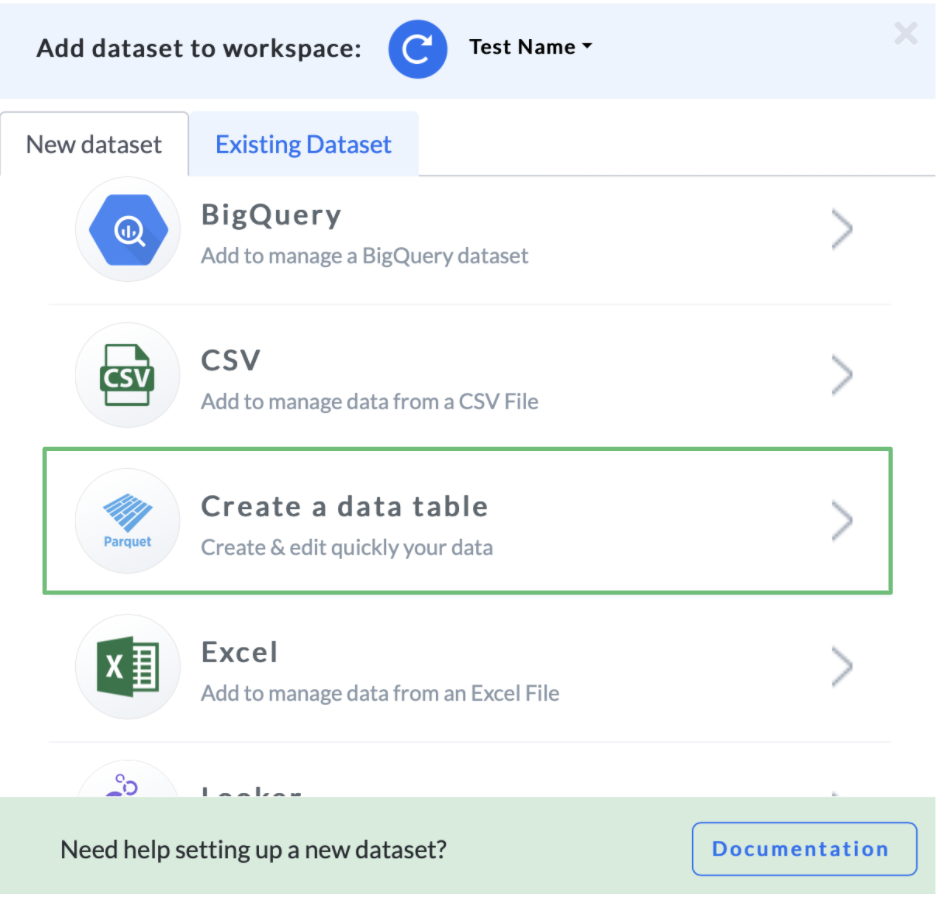 Add dataset to workspace:
Test Name
New dataset
Existing Dataset
BigQuery
Add to manage a BigQuery dataset
CSV
CSV
Add to manage data from a CSV File
Parquet
Create a data table
Create & edit quickly your data
X
Excel
Add to manage data from an Excel File
Looker
Need help setting up a new dataset?
Documentation